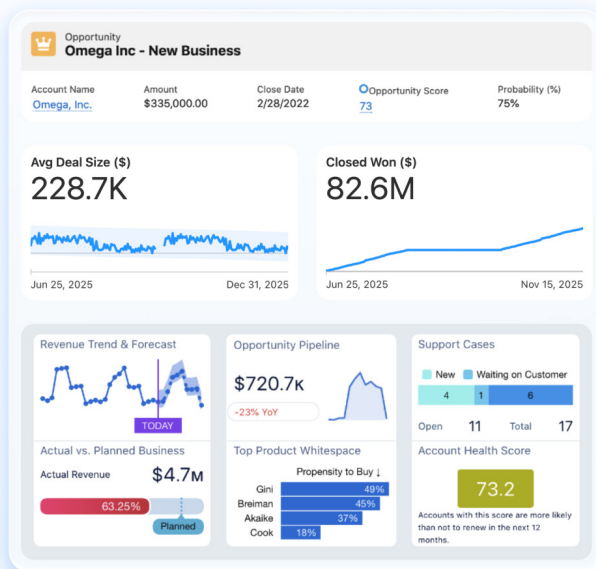 Opportunity
Omega Inc - New Business
Account Name
Omega, Inc.
Amount
$335,000.00
Close Date
2/28/2022
Opportunity Score
73
Probability (%)
75%
Avg Deal Size ($)
228.7K
Jun 25, 2025
Dec 31, 2025
Closed Won ($)
82.6M
Jun 25, 2025
Nov 15, 2025
Revenue Trend & Forecast
TODAY
Opportunity Pipeline
$720.7K
-23% YoY
Support Cases
New
Waiting on Customer
4
1
6
Open 11
Total 17
Actual vs. Planned Business
Actual Revenue
$4.7M
63.25%
Planned
Top Product Whitespace
Propensity to Buy ↓
Gini 49%
Breiman 45%
Akaike 37%
Cook 18%
Account Health Score
73.2
Accounts with this score are more likely
than not to renew in the next 12
months.